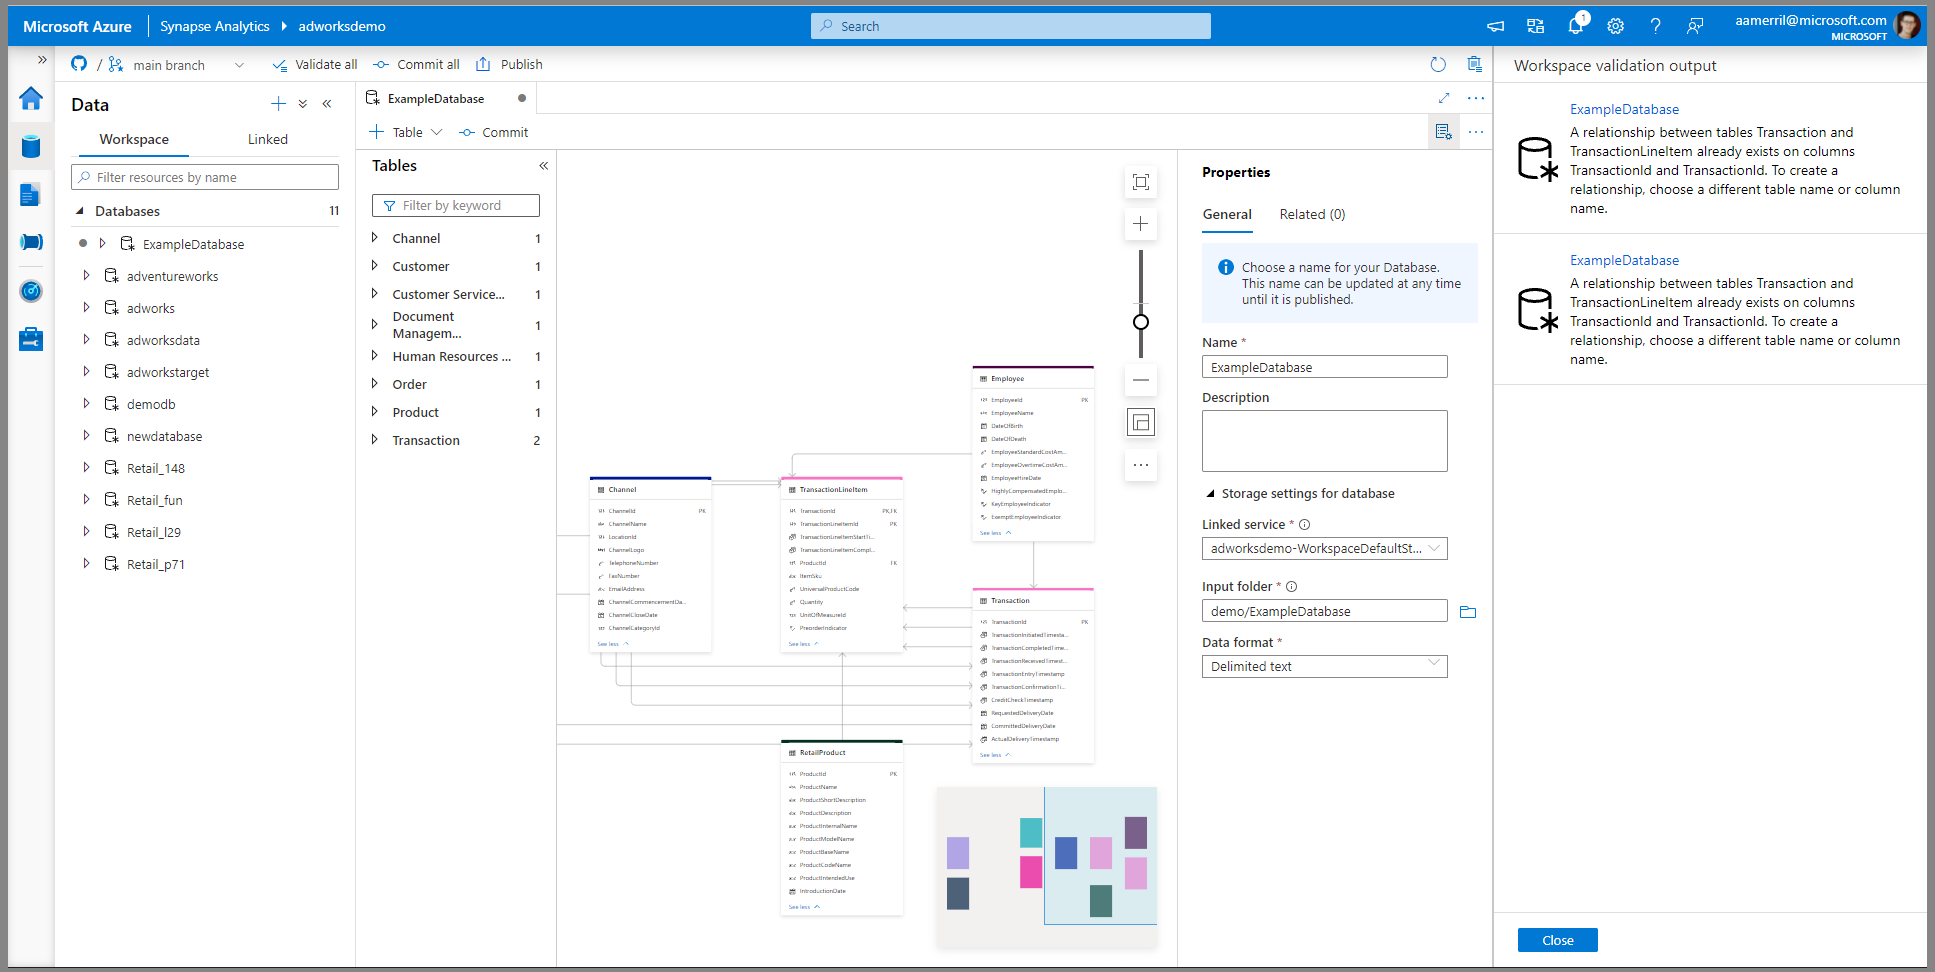 Microsoft Azure
Synapse Analytics
adworksdemo
Search
1
aamerril@microsoft.com
MICROSOFT
/ main branch
Validate all
Commit all
Publish
Data
Workspace
Linked
Filter resources by name
Databases 11
ExampleDatabase
adventureworks
adworks
adworksdata
adworkstarget
demodb
newdatabase
Retail_148
Retail_fun
Retail_l29
Retail_p71
ExampleDatabase
Table
Commit
Tables
Filter by keyword
Channel 1
Customer 1
Customer Service... 1
Document
Managem... 1
Human Resources ... 1
Order 1
Product 1
Transaction 2
Channel
ChannelId PK
ChannelName
LocationId
ChannelLogo
TelephoneNumber
FaxNumber
EmailAddress
ChannelCommencementDa...
ChannelCloseDate
ChannelCategoryId
See less
TransactionLineItem
TransactionId PK,FK
TransactionLineItemId PK
TransactionLineItemStartTi...
TransactionLineItemCompl...
ProductId FK
ItemSku
UniversalProductCode
Quantity
UnitOfMeasureId
PreorderIndicator
See less
Employee
EmployeeId PK
EmployeeName
DateOfBirth
DateOfDeath
EmployeeStandardCostAm...
EmployeeOvertimeCostAm...
EmployeeHireDate
HighlyCompensatedEmplo...
KeyEmployeeIndicator
ExemptEmployeeIndicator
See less
Transaction
TransactionId PK
TransactionInitiatedTimesta...
TransactionCompletedTime...
TransactionReceivedTimest...
TransactionEntryTimestamp
TransactionConfirmationTi...
CreditCheckTimestamp
RequestedDeliveryDate
CommittedDeliveryDate
ActualDeliveryTimestamp
See less
RetailProduct
ProductId PK
ProductName
ProductShortDescription
ProductDescription
ProductInternalName
ProductModelName
ProductBaseName
ProductCodeName
ProductIntendedUse
IntroductionDate
See less
Properties
General
Related (0)
Choose a name for your Database.
This name can be updated at any time
until it is published.
Name *
ExampleDatabase
Description
Storage settings for database
Linked service *
adworksdemo-WorkspaceDefaultSt...
Input folder *
demo/ExampleDatabase
Data format *
Delimited text
Workspace validation output
ExampleDatabase
A relationship between tables Transaction and
TransactionLineItem already exists on columns
TransactionId and TransactionId. To create a
relationship, choose a different table name or column
name.
ExampleDatabase
A relationship between tables Transaction and
TransactionLineItem already exists on columns
TransactionId and TransactionId. To create a
relationship, choose a different table name or column
name.
Close